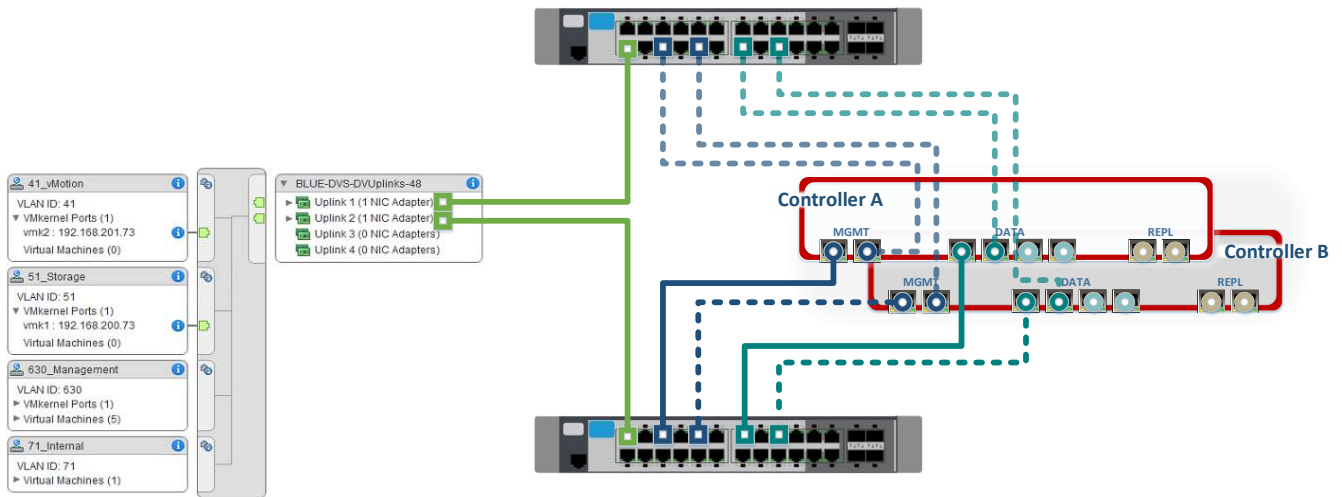 41_vMotion
VLAN ID: 41
VMkernel Ports (1)
vmk2 : 192.168.201.73
Virtual Machines (0)
51_Storage
VLAN ID: 51
VMkernel Ports (1)
vmk1 : 192.168.200.73
Virtual Machines (0)
630_Management
VLAN ID: 630
VMkernel Ports (1)
Virtual Machines (5)
71_Internal
VLAN ID: 71
Virtual Machines (1)
BLUE-DVS-DVUplinks-48
Uplink 1 (1 NIC Adapter)
Uplink 2 (1 NIC Adapter)
Uplink 3 (0 NIC Adapters)
Uplink 4 (0 NIC Adapters)
Controller A
MGMT DATA REPL
Controller B
MGMT DATA REPL